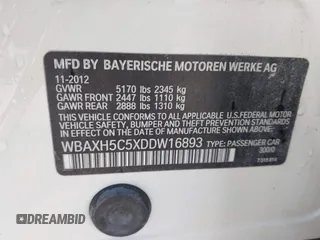 MFD BY BAYERISCHE MOTOREN WERKE AG
11-2012
GVWR 5170 lbs 2345 kg
GAWR FRONT 2447 lbs 1110 kg
GAWR REAR 2888 lbs 1310 kg
THIS VEHICLE CONFORMS TO ALL APPLICABLE U.S. FEDERAL MOTOR
VEHICLE SAFETY, BUMPER, AND THEFT PREVENTION STANDARDS
IN EFFECT ON THE DATE OF MANUFACTURE SHOWN ABOVE.
WBAXH5C5XDDW16893 TYPE: PASSENGER CAR
300/0
DREAMBID